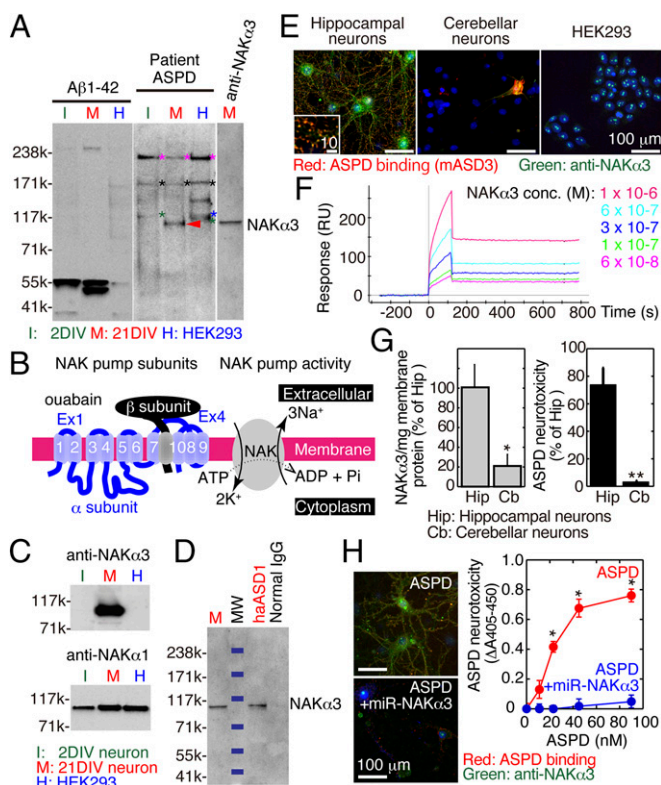 A
Aβ1-42
Patient
ASPD
anti-NAKα3
I M H I M H M
238k-
171k-
117k-
71k-
55k-
41k-
NAKα3
I: 2DIV M: 21DIV H: HEK293
B
NAK pump subunits NAK pump activity
ouabain
Ex1
β subunit
Ex4
Extracellular
3Na⁺
1 2 3 4 5 6 7 10 8 9
NAK
Membrane
ATP
ADP + Pi
2K⁺
α subunit
Cytoplasm
C
anti-NAKα3
I M H
117k-
71k-
anti-NAKα1
I M H
117k-
71k-
I: 2DIV neuron
M: 21DIV neuron
H: HEK293
D
M
MW
haASD1
Normal IgG
238k-
171k-
117k-
71k-
55k-
41k-
NAKα3
E
Hippocampal
neurons
Cerebellar
neurons
HEK293
10
100 μm
Red: ASPD binding (mASD3) Green: anti-NAKα3
F
Response (RU)
200
100
0
NAKα3 conc. (M):
1 x 10-6
6 x 10-7
3 x 10-7
1 x 10-7
6 x 10-8
-200 0 200 400 600 800
Time (s)
G
NAKα3/mg membrane
protein (% of Hip)
100
80
60
40
20
*
Hip Cb
ASPD neurotoxicity
(% of Hip)
100
80
60
40
20
0
**
Hip Cb
Hip: Hippocampal neurons
Cb: Cerebellar neurons
H
ASPD
ASPD
+miR-NAKα3
100 μm
ASPD neurotoxicity
(ΔA405-450)
1.0
0.8
0.6
0.4
0.2
0
ASPD
* * *
ASPD
+miR-NAKα3
0 20 40 60 80 100
ASPD (nM)
Red: ASPD binding
Green: anti-NAKα3